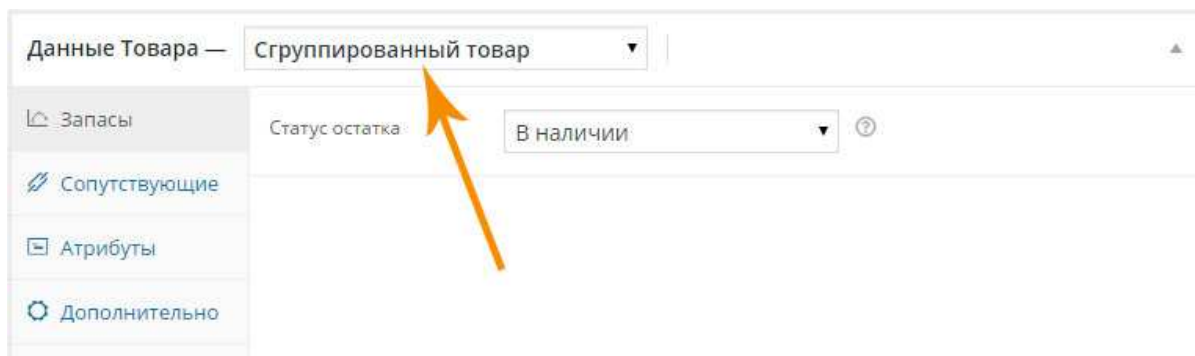 Данные Товара — Сгруппированный товар
Запасы
Статус остатка В наличии
Сопутствующие
Атрибуты
Дополнительно